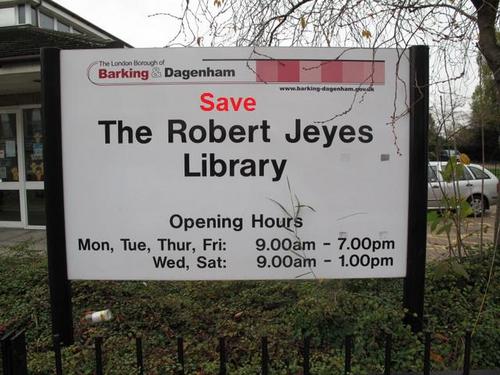 The London Borough of
Barking & Dagenham
www.barking-dagenham.gov.uk
Save
The Robert Jeyes
Library
Opening Hours
Mon, Tue, Thur, Fri: 9.00am - 7.00pm
Wed, Sat: 9.00am - 1.00pm